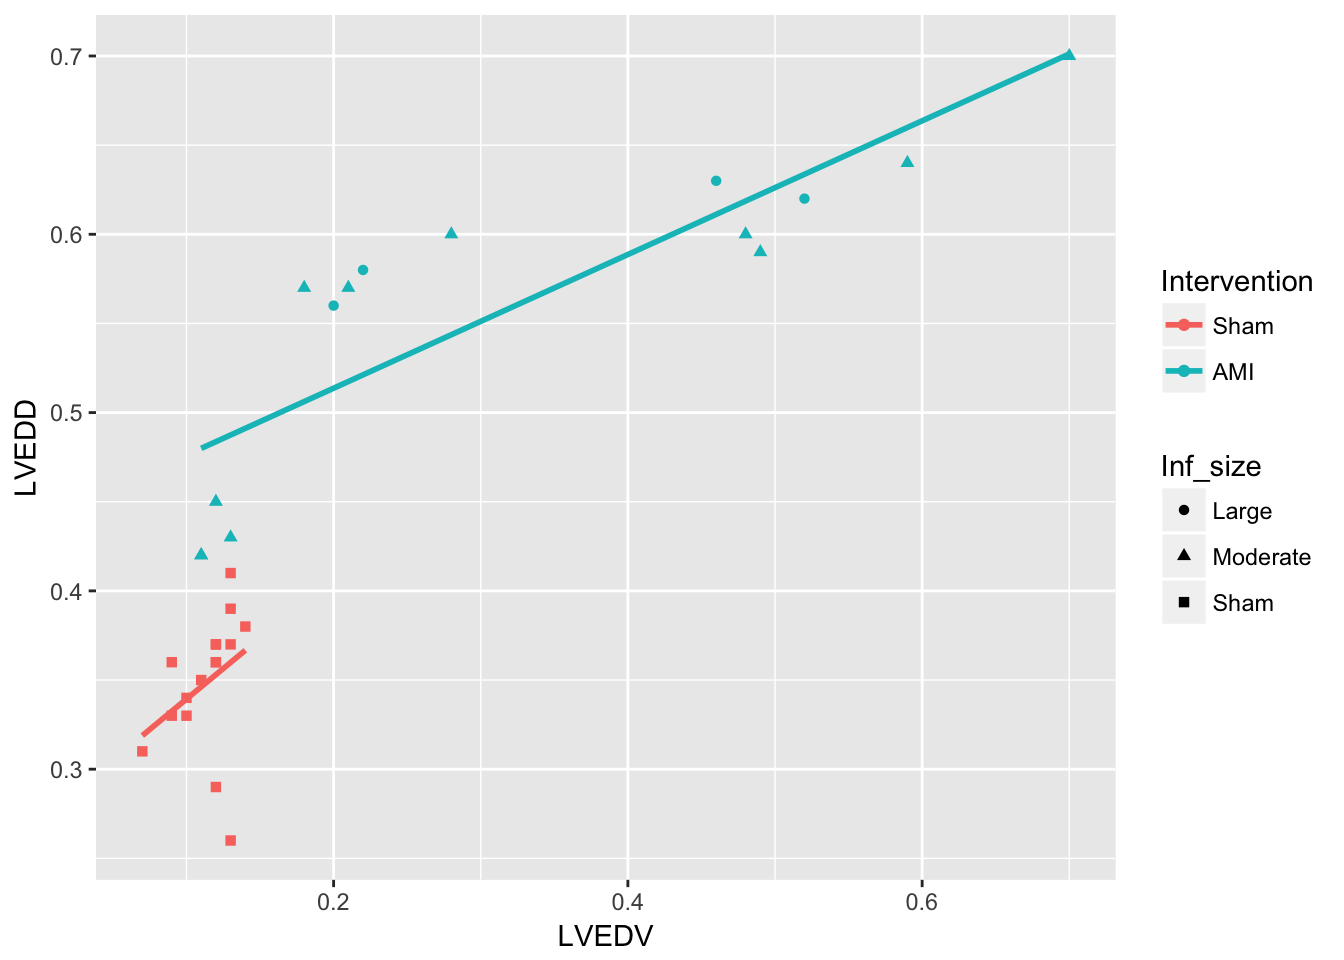 0.7
0.6
0.5
0.4
0.3
LVEDD
0.2
0.4
0.6
LVEDV
Intervention
Sham
AMI
Inf_size
Large
Moderate
Sham